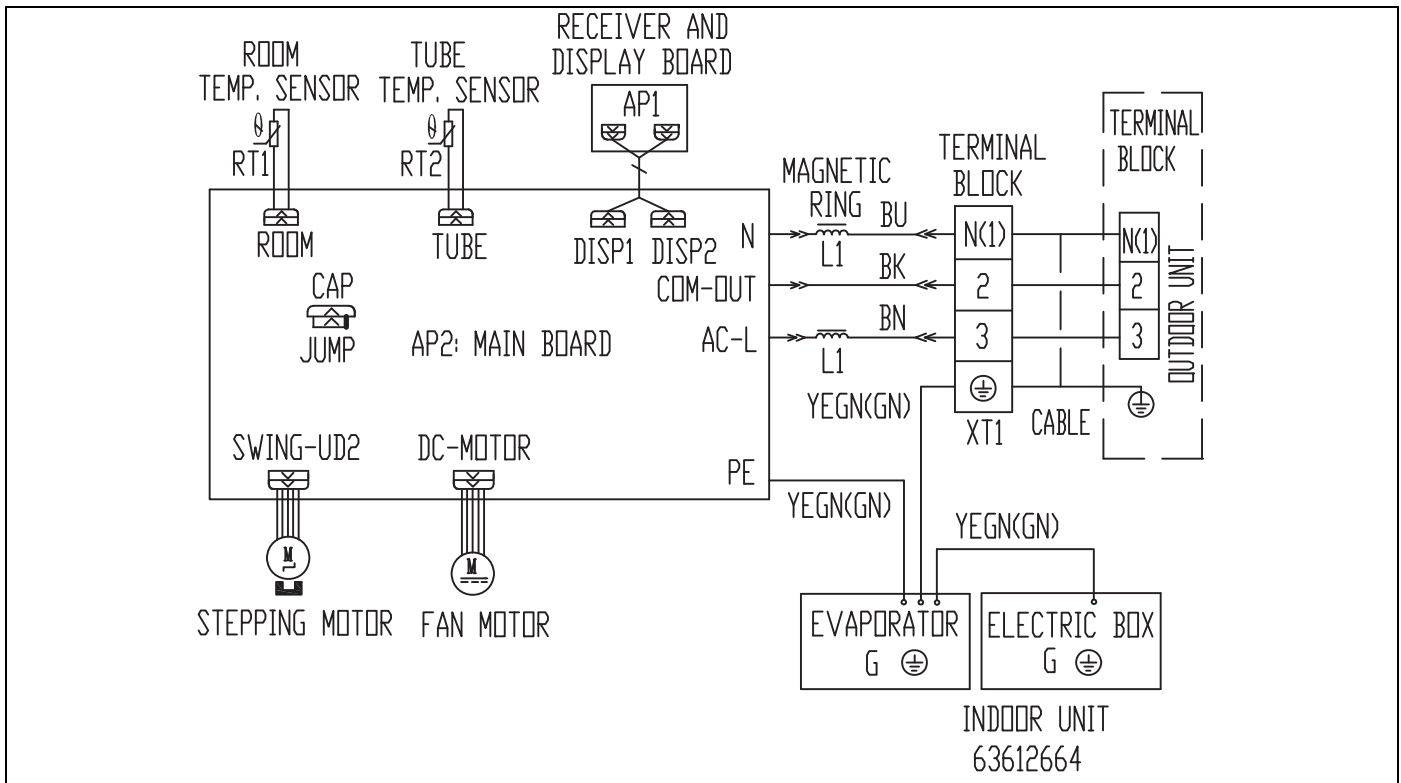 RECEIVER AND
DISPLAY BOARD
ROOM
TEMP. SENSOR
TUBE
TEMP. SENSOR
AP1
RT1
RT2
ROOM
TUBE
DISP1
DISP2
CAP
JUMP
AP2: MAIN BOARD
N
COM-OUT
AC-L
PE
MAGNETIC
RING
L1
L1
BU
BK
BN
YEGN(GN)
TERMINAL
BLOCK
N(1)
2
3
XT1
CABLE
TERMINAL
BLOCK
N(1)
2
3
OUTDOOR UNIT
SWING-UD2
DC-MOTOR
M
M
STEPPING MOTOR
FAN MOTOR
YEGN(GN)
YEGN(GN)
EVAPORATOR
G
ELECTRIC BOX
G
INDOOR UNIT
63612664